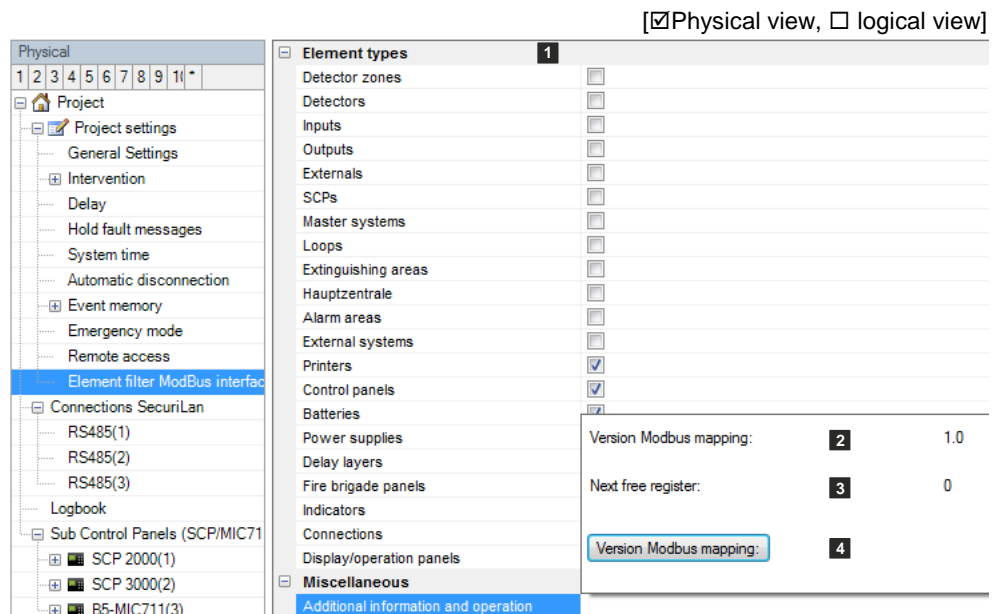 [☑Physical view, ☐ logical view]
Physical
1 2 3 4 5 6 7 8 9 1( *
Project
Project settings
General Settings
Intervention
Delay
Hold fault messages
System time
Automatic disconnection
Event memory
Emergency mode
Remote access
Element filter ModBus interfac
Connections SecuriLan
RS485(1)
RS485(2)
RS485(3)
Logbook
Sub Control Panels (SCP/MIC71
SCP 2000(1)
SCP 3000(2)
B5-MIC711(3)
Element types 1
Detector zones
Detectors
Inputs
Outputs
Externals
SCPs
Master systems
Loops
Extinguishing areas
Hauptzentrale
Alarm areas
External systems
Printers
Control panels
Batteries
Power supplies
Delay layers
Fire brigade panels
Indicators
Connections
Display/operation panels
Miscellaneous
Additional information and operation
Version Modbus mapping: 2 1.0
Next free register: 3 0
Version Modbus mapping: 4